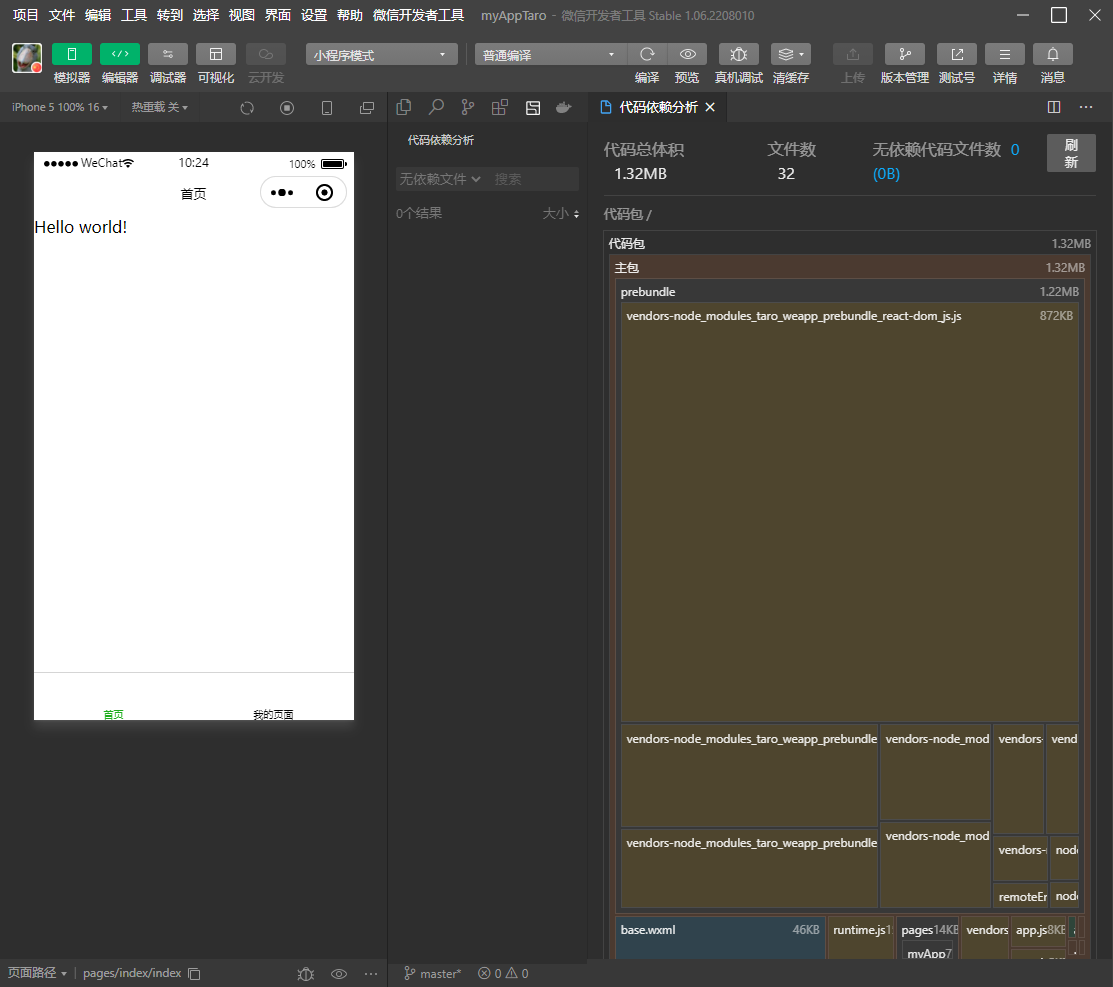 项目 文件 编辑 工具 转到 选择 视图 界面 设置 帮助 微信开发者工具 myAppTaro - 微信开发者工具 Stable 1.06.2208010
模拟器 编辑器 调试器 可视化 云开发 小程序模式 普通编译 编译 预览 真机调试 清缓存 上传 版本管理 测试号 详情 消息
iPhone 5 100% 16 热重载 关
代码依赖分析
WeChat 10:24 100%
首页
Hello world!
首页 我的页面
代码依赖分析
无依赖文件 搜索
0个结果 大小
代码总体积 文件数 无依赖代码文件数 0
1.32MB 32 (0B)
刷
新
代码包 /
代码包 1.32MB
主包 1.32MB
prebundle 1.22MB
vendors-node_modules_taro_weapp_prebundle_react-dom_js.js 872KB
vendors-node_modules_taro_weapp_prebundle vendors-node_mod vendors- vend
vendors-node_modules_taro_weapp_prebundle vendors-node_mod vendors- node
remoteEn node
base.wxml 46KB runtime.js pages14KB vendors app.js8KB
myApp7
页面路径 pages/index/index master* 0 0